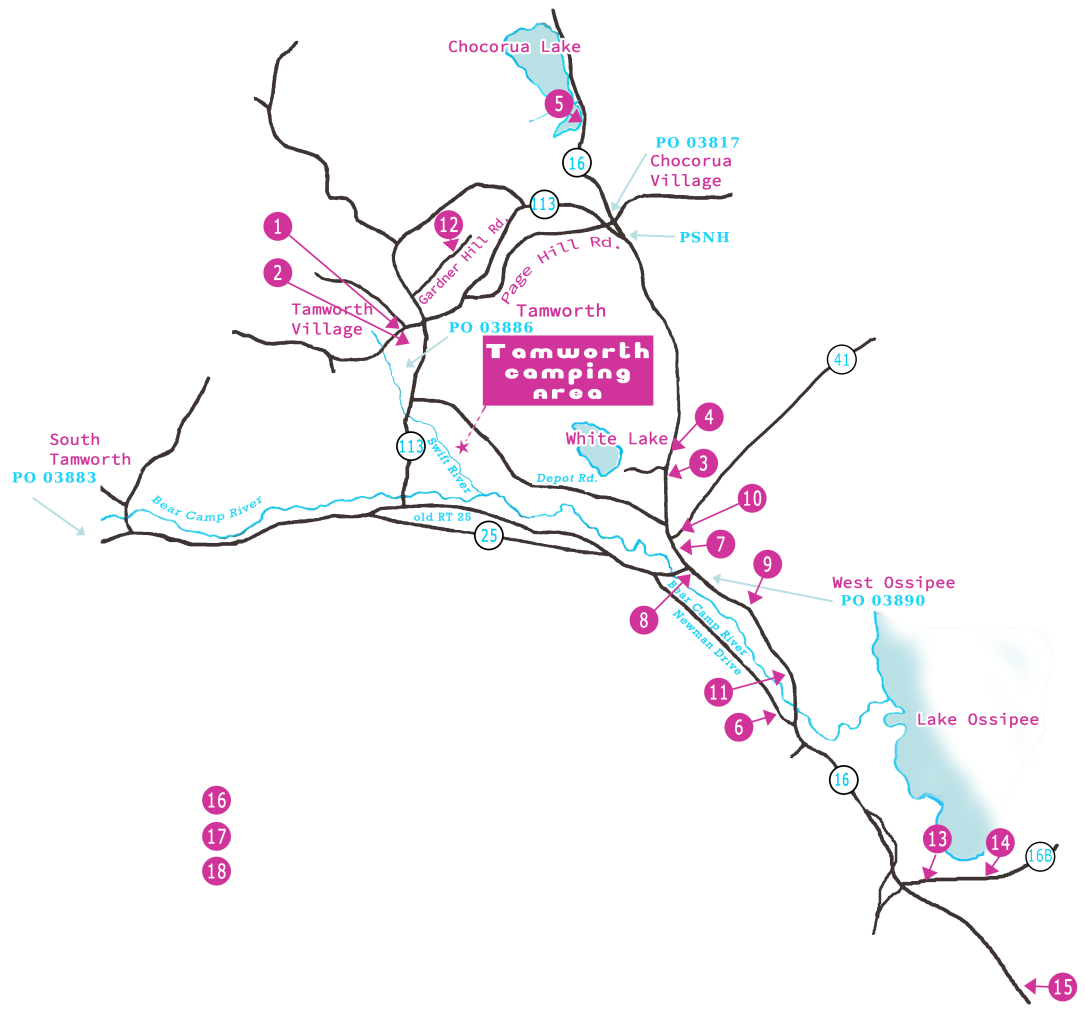 Chocorua Lake
5
16
PO 03817
Chocorua
Village
113
PSNH
1
12
2
Gardner Hill Rd.
Page Hill Rd.
Tamworth
Village
Tamworth
PO 03886
Tamworth
camping
area
41
South
Tamworth
PO 03883
113
Swift River
White Lake
4
3
Depot Rd.
Bear Camp River
old RT 25
25
10
7
9
8
West Ossipee
PO 03890
Bear Camp River
Newman Drive
11
6
Lake Ossipee
16
16
17
18
13
14
16B
15